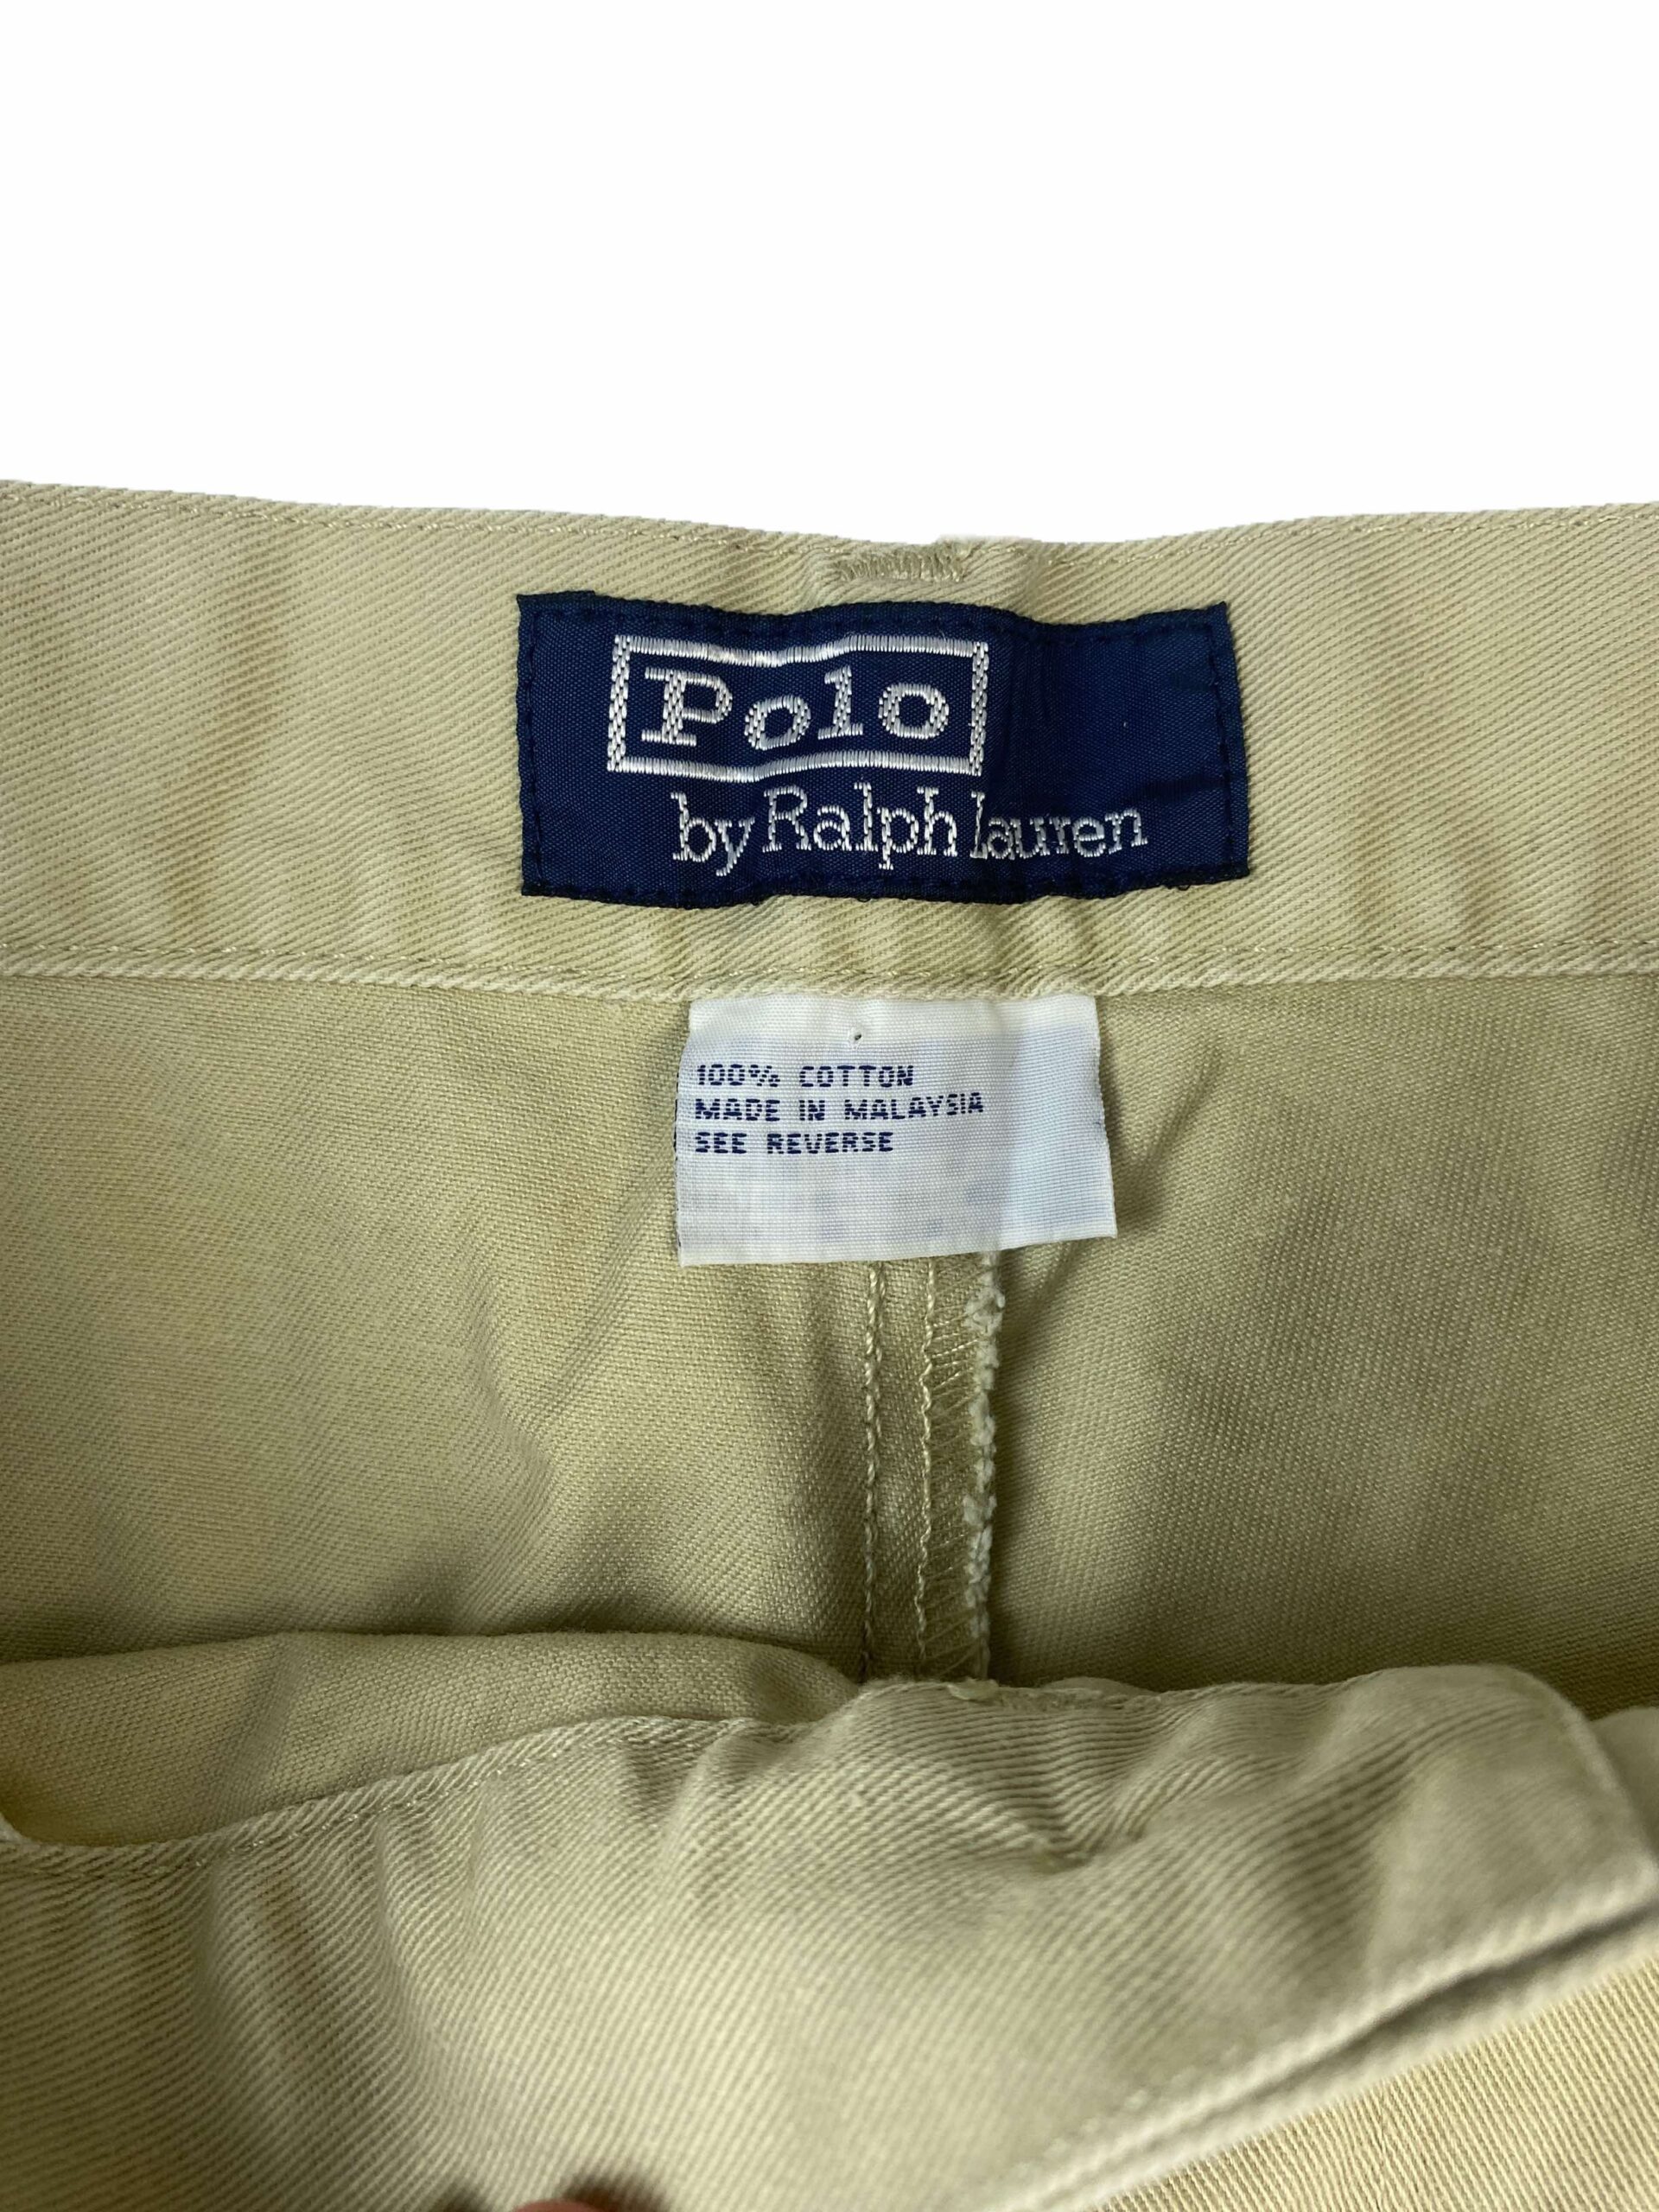 Polo
by Ralph Lauren
100% COTTON
MADE IN MALAYSIA
SEE REVERSE